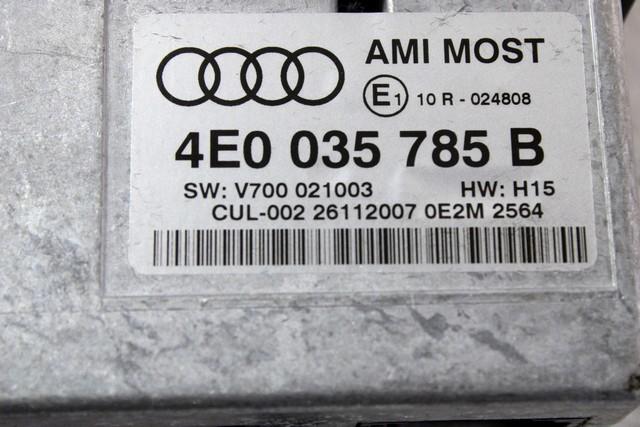 AMI MOST
E1 10 R - 024808
4E0 035 785 B
SW: V700 021003 HW: H15
CUL-002 26112007 0E2M 2564